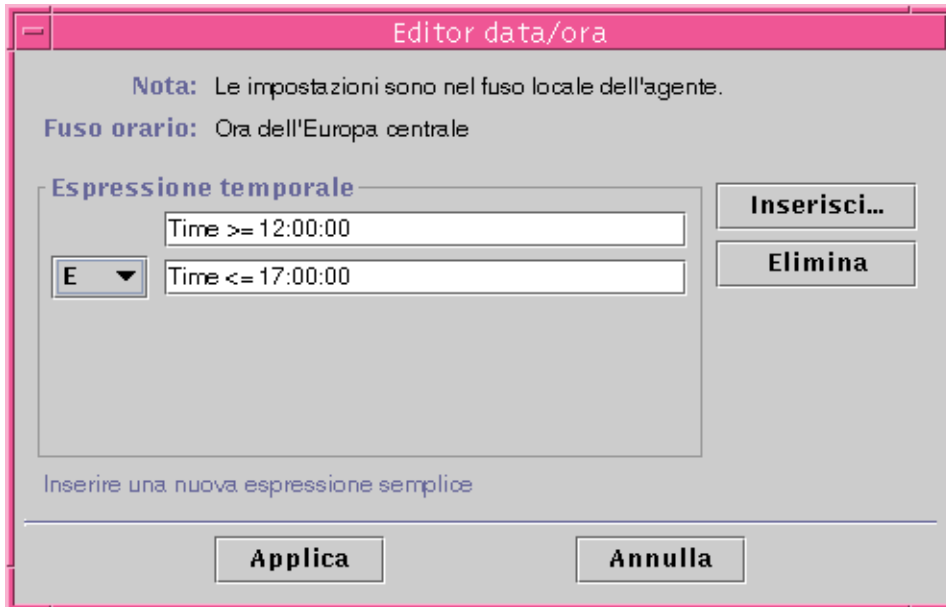 Editor data/ora
Nota: Le impostazioni sono nel fuso locale dell'agente.
Fuso orario: Ora dell'Europa centrale
Espressione temporale
Time >= 12:00:00
E Time <= 17:00:00
Inserisci...
Elimina
Inserire una nuova espressione semplice
Applica Annulla